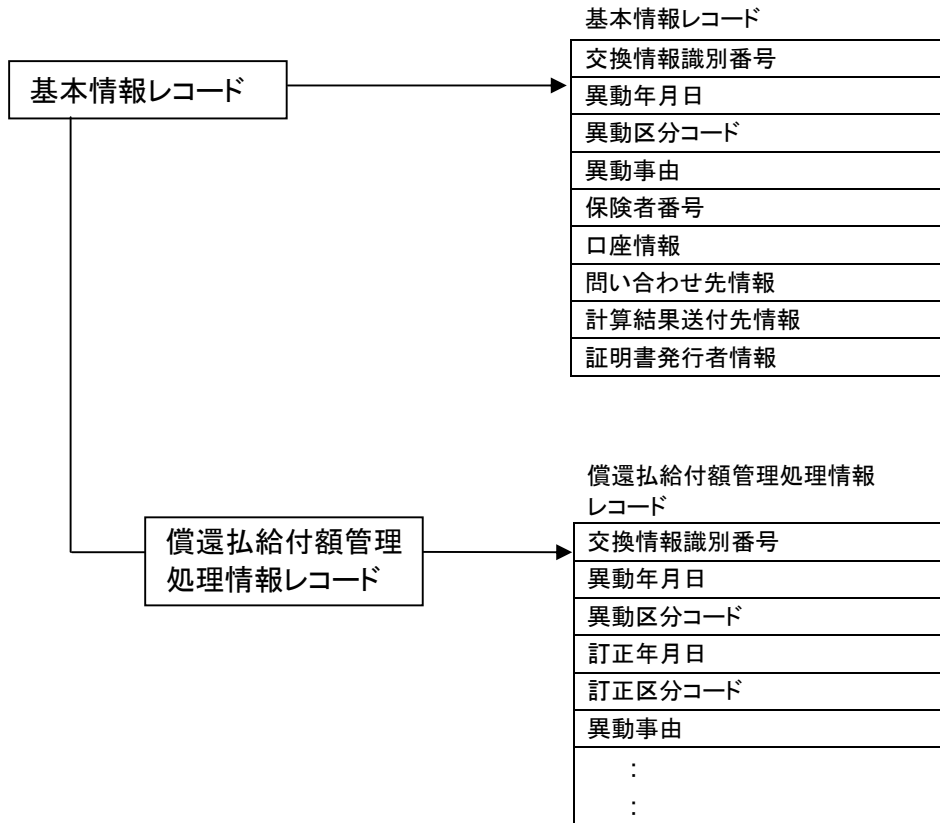 基本情報レコード
基本情報レコード
交換情報識別番号
異動年月日
異動区分コード
異動事由
保険者番号
口座情報
問い合わせ先情報
計算結果送付先情報
証明書発行者情報
償還払給付額管理
処理情報レコード
償還払給付額管理処理情報
レコード
交換情報識別番号
異動年月日
異動区分コード
訂正年月日
訂正区分コード
異動事由
:
: